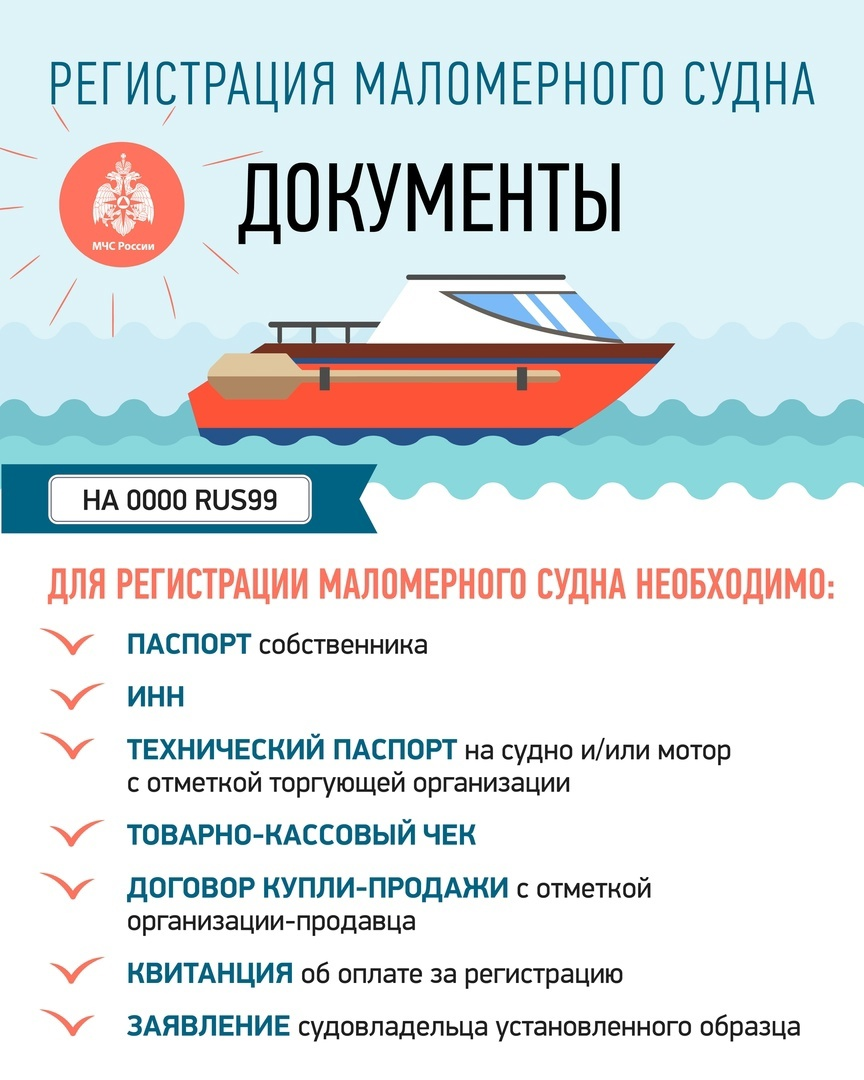 РЕГИСТРАЦИЯ МАЛОМЕРНОГО СУДНА
ДОКУМЕНТЫ
МЧС России
НА 0000 RUS99
ДЛЯ РЕГИСТРАЦИИ МАЛОМЕРНОГО СУДНА НЕОБХОДИМО:
ПАСПОРТ собственника
ИНН
ТЕХНИЧЕСКИЙ ПАСПОРТ на судно и/или мотор
с отметкой торгующей организации
ТОВАРНО-КАССОВЫЙ ЧЕК
ДОГОВОР КУПЛИ-ПРОДАЖИ с отметкой
организации-продавца
КВИТАНЦИЯ об оплате за регистрацию
ЗАЯВЛЕНИЕ судовладельца установленного образца